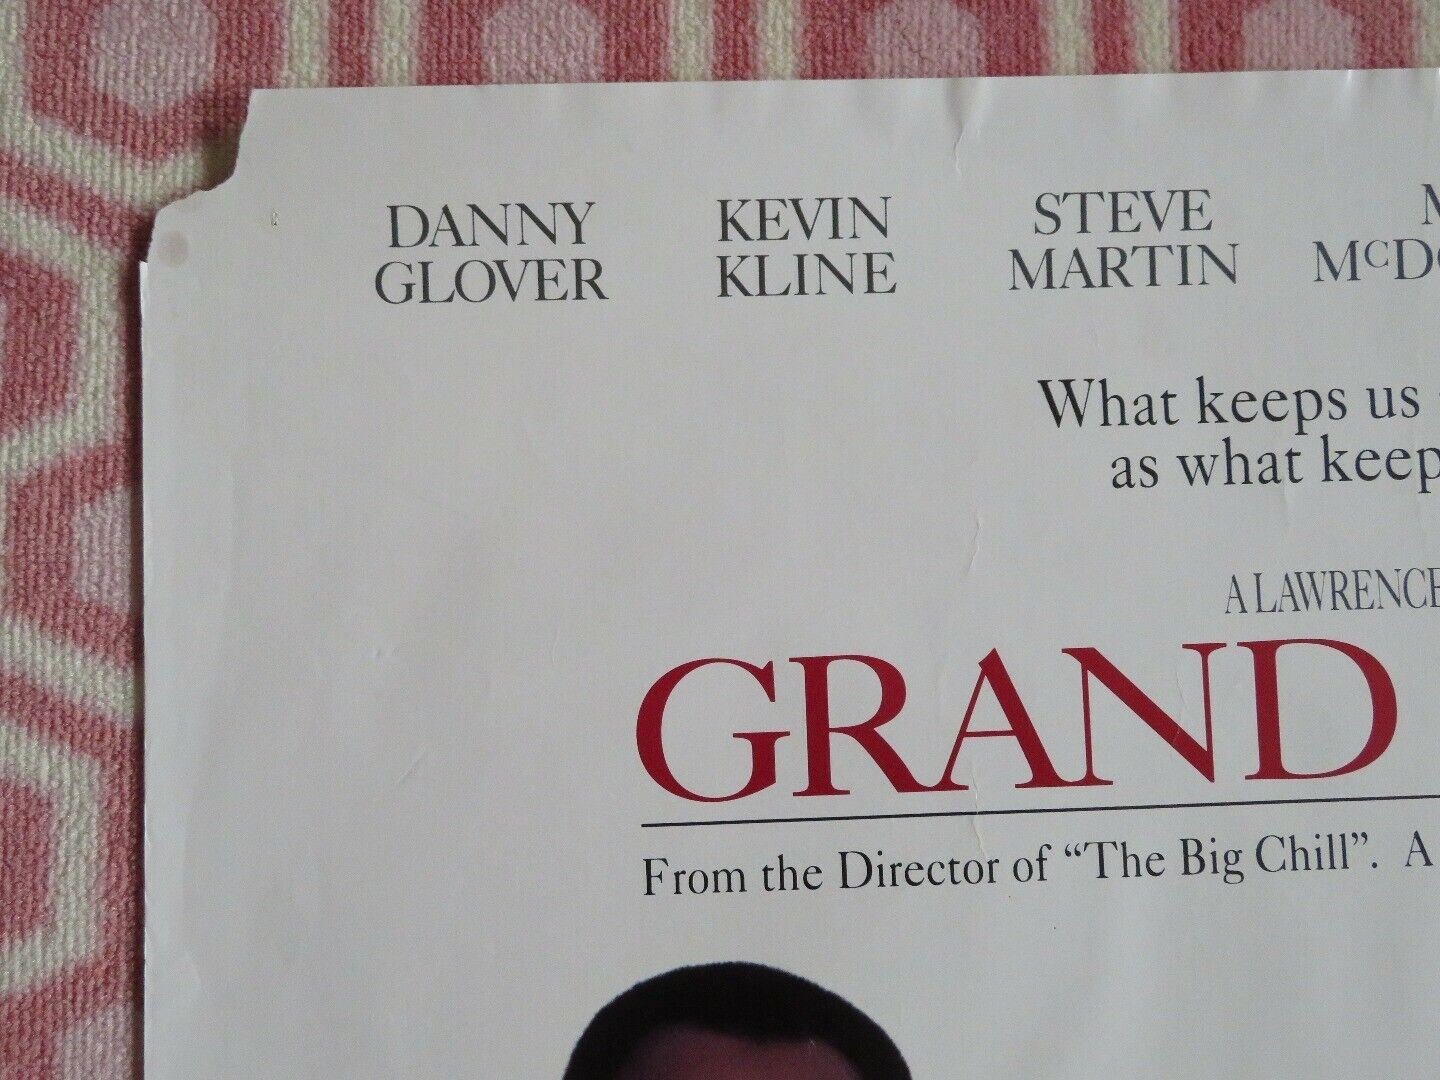 DANNY GLOVER
KEVIN KLINE
STEVE MARTIN
What keeps us
as what
A LAWRENCE
GRAND
From the Director of “The Big Chill”. A